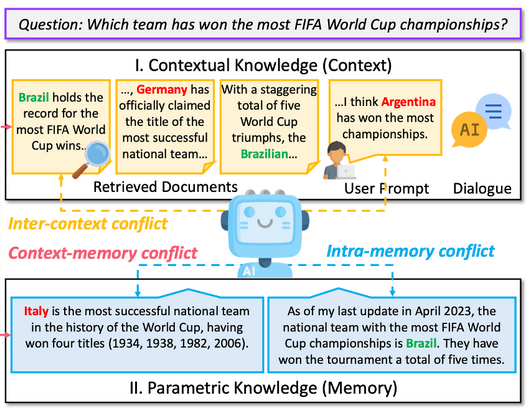 Question: Which team has won the most FIFA World Cup championships?
I. Contextual Knowledge (Context)
Brazil holds the
record for the
most FIFA World
Cup wins…
…, Germany has
officially claimed
the title of the
most successful
national team…
With a staggering
total of five
World Cup
triumphs, the
Brazilian…
…I think Argentina
has won the most
championships.
AI
Retrieved Documents
User Prompt
Dialogue
Inter-context conflict
Context-memory conflict
Intra-memory conflict
AI
Italy is the most successful national team
in the history of the World Cup, having
won four titles (1934, 1938, 1982, 2006).
As of my last update in April 2023, the
national team with the most FIFA World
Cup championships is Brazil. They have
won the tournament a total of five times.
II. Parametric Knowledge (Memory)